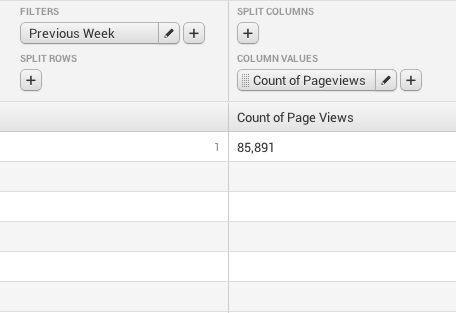 FILTERS
Previous Week
SPLIT ROWS
SPLIT COLUMNS
COLUMN VALUES
Count of Pageviews
Count of Page Views
1 85,891